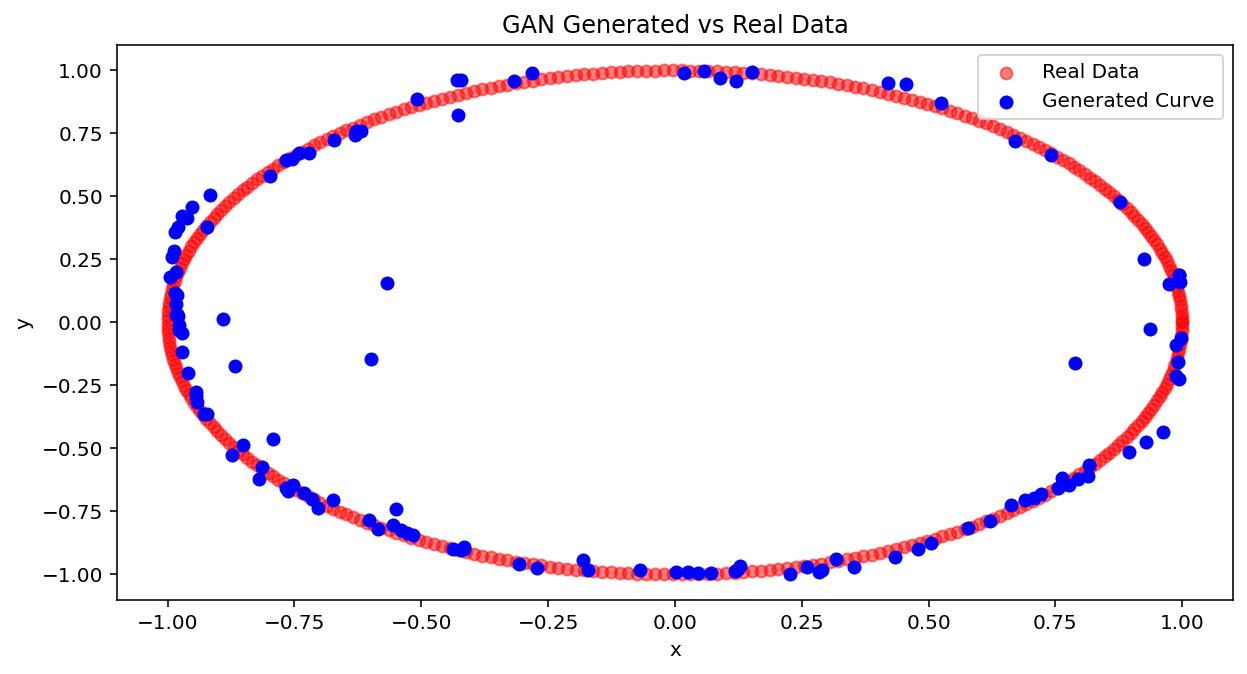 GAN Generated vs Real Data
Real Data
Generated Curve
1.00
0.75
0.50
0.25
0.00
−0.25
−0.50
−0.75
−1.00
y
−1.00 −0.75 −0.50 −0.25 0.00 0.25 0.50 0.75 1.00
x